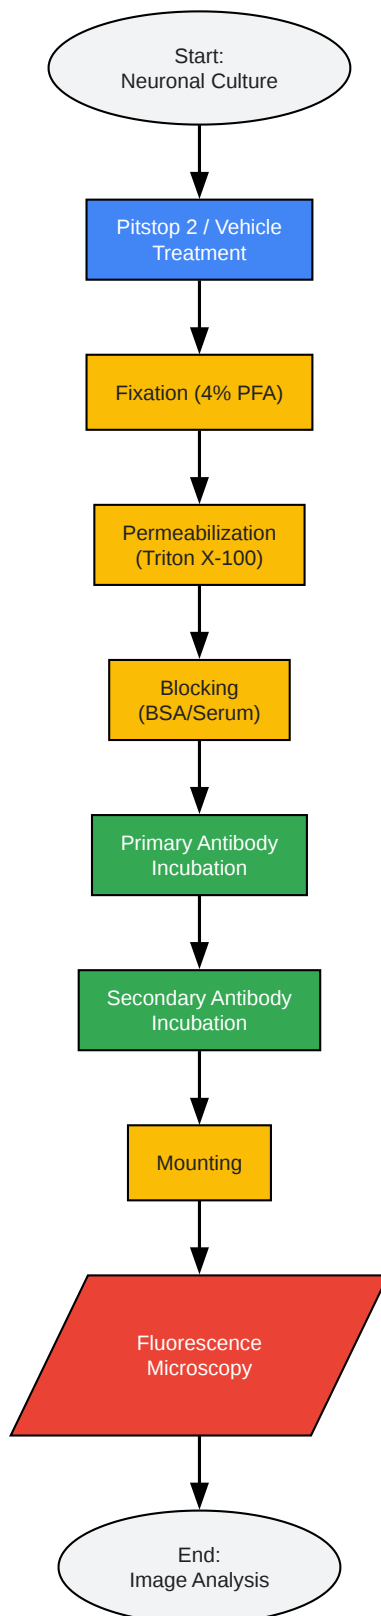 Start:
Neuronal Culture
Pitstop 2 / Vehicle
Treatment
Fixation (4% PFA)
Permeabilization
(Triton X-100)
Blocking
(BSA/Serum)
Primary Antibody
Incubation
Secondary Antibody
Incubation
Mounting
Fluorescence
Microscopy
End:
Image Analysis